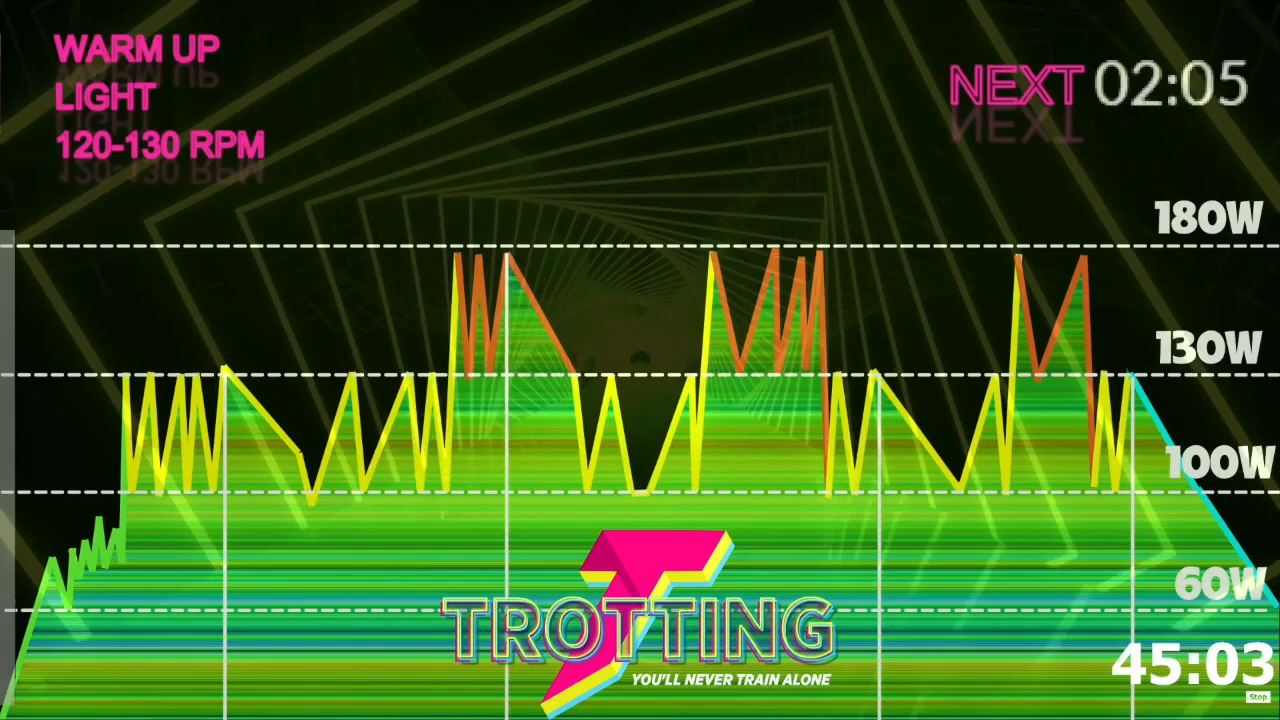 WARM UP
LIGHT
120-130 RPM
NEXT 02:05
180W
130W
100W
60W
TROTTING
YOU'LL NEVER TRAIN ALONE
45:03
Stop